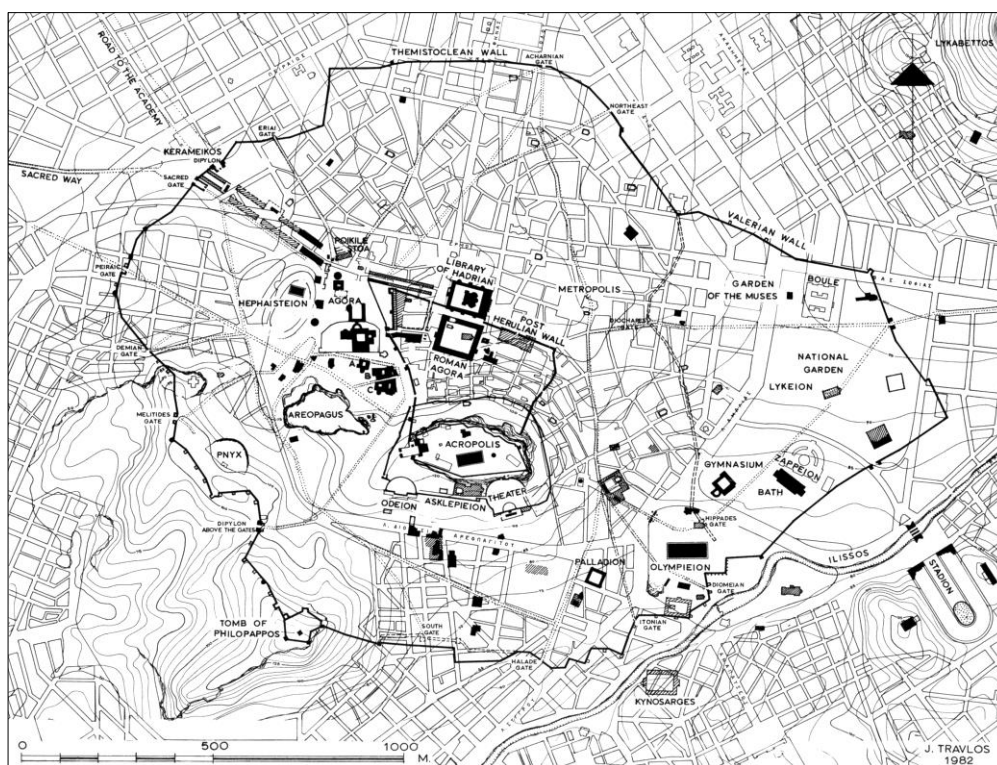 ROAD TO THE ACADEMY
THEMISTOCLEAN WALL
ACHARNIAN
GATE
LYKABETTOS
NORTHEAST
GATE
ERIAI
GATE
KERAMEIKOS
DIPYLON
SACRED WAY
SACRED
GATE
VALERIAN WALL
POIKILE
STOA
PEIRAIC
GATE
LIBRARY
OF HADRIAN
METROPOLIS
GARDEN
OF THE MUSES
BOULE
HEPHAISTEION
AGORA
POST
HERULIAN WALL
DIOCHARES
GATE
DEMIAN
GATE
ROMAN
AGORA
NATIONAL
GARDEN
LYKEION
AREOPAGUS
MELITIDES
GATE
ACROPOLIS
PNYX
GYMNASIUM
ZAPPEION
BATH
ODEION
ASKLEPIEION
THEATER
DIPYLON
ABOVE THE GATES
ΑΡΕΟΠΑΓΙΤΟΥ
HIPPADES
GATE
ILISSOS
PALLADION
OLYMPIEION
DIOMEIAN
GATE
STADION
TOMB OF
PHILOPAPPOS
SOUTH
GATE
ITONIAN
GATE
HALADE
GATE
KYNOSARGES
0 500 1000 M.
J. TRAVLOS
1982